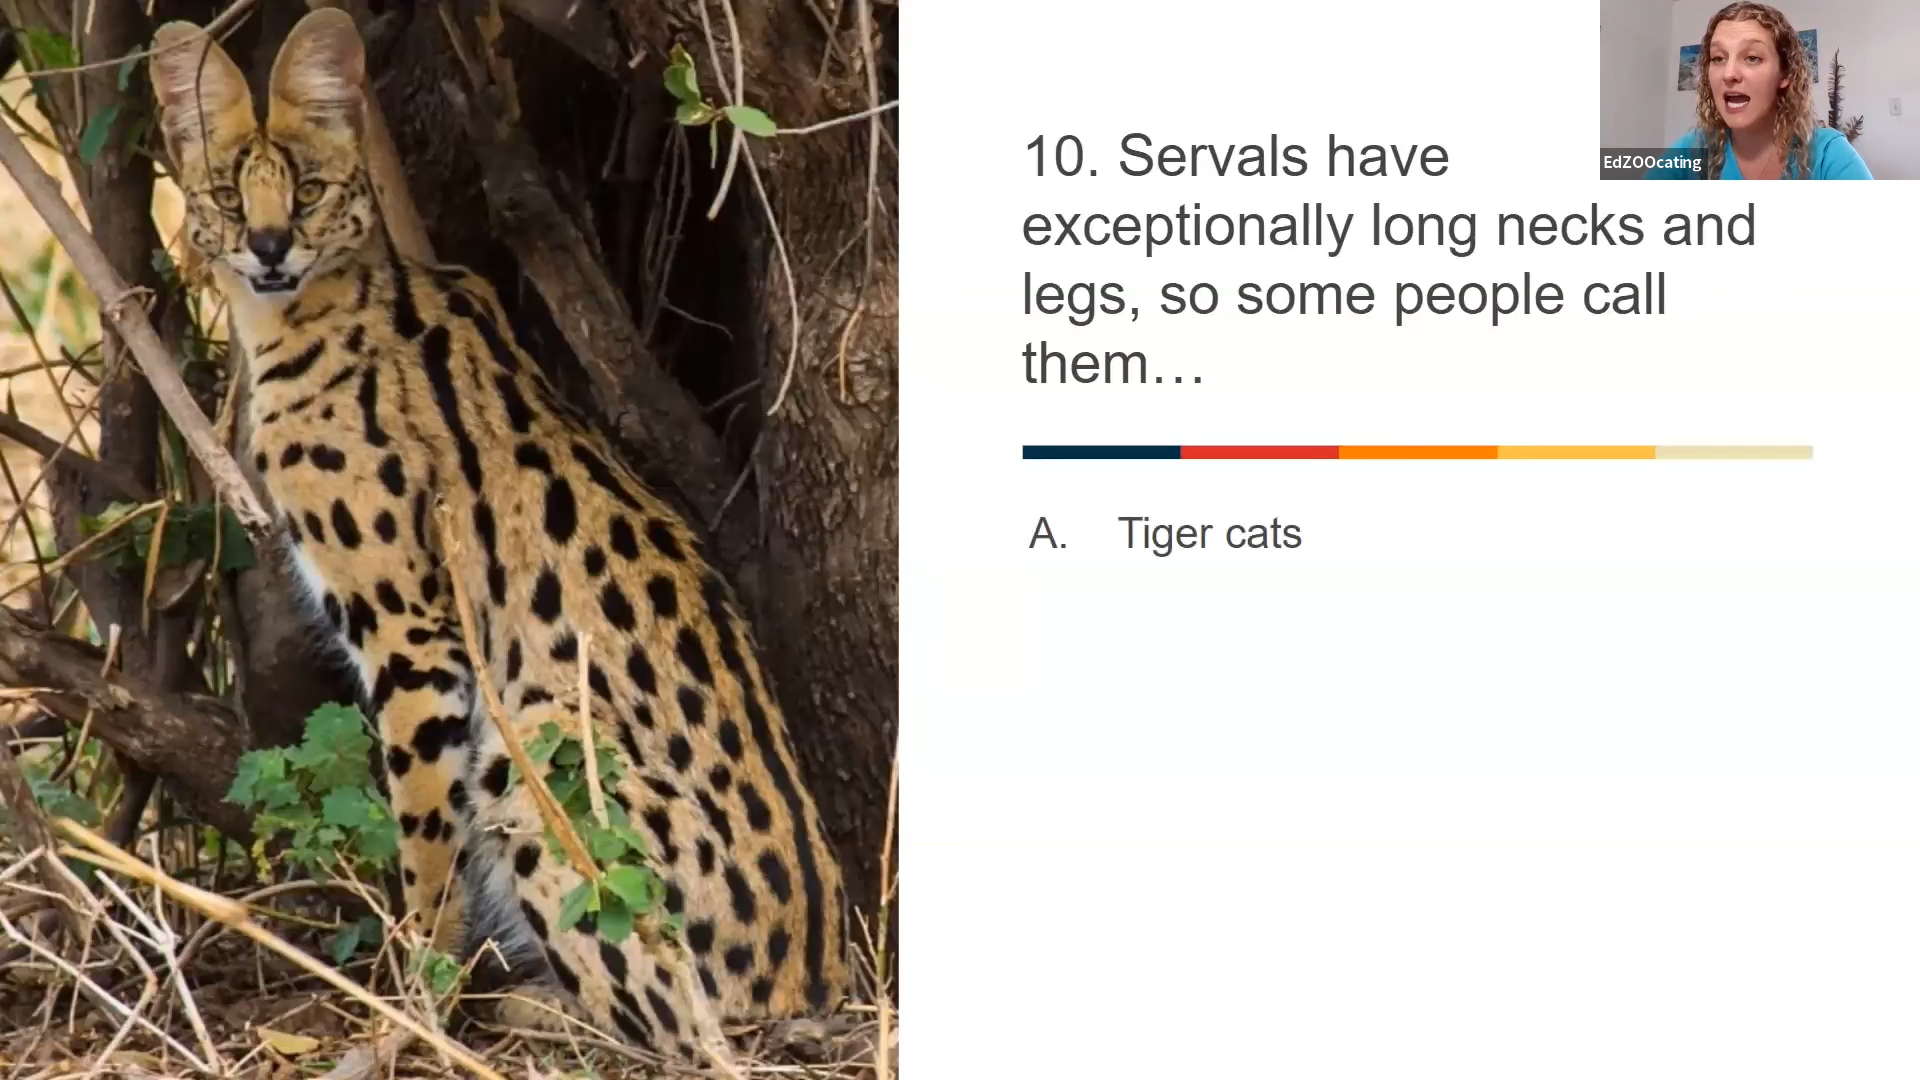 10. Servals have
exceptionally long necks and
legs, so some people call
them…
A. Tiger cats
EdZOOcating